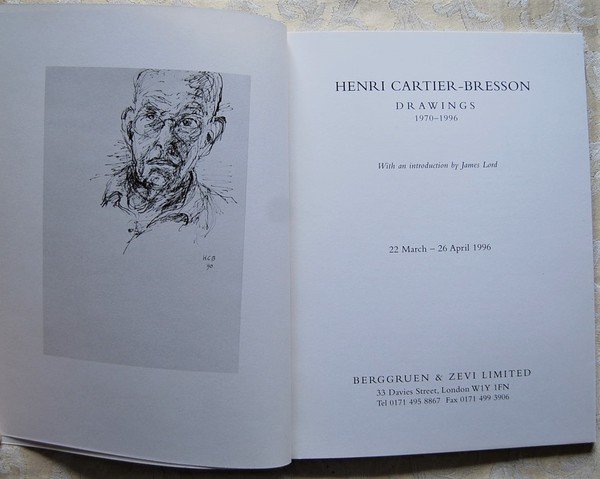 HCB
90
HENRI CARTIER-BRESSON
DRAWINGS
1970–1996
With an introduction by James Lord
22 March – 26 April 1996
BERGGRUEN & ZEVI LIMITED
33 Davies Street, London W1Y 1FN
Tel 0171 495 8867 Fax 0171 499 3906